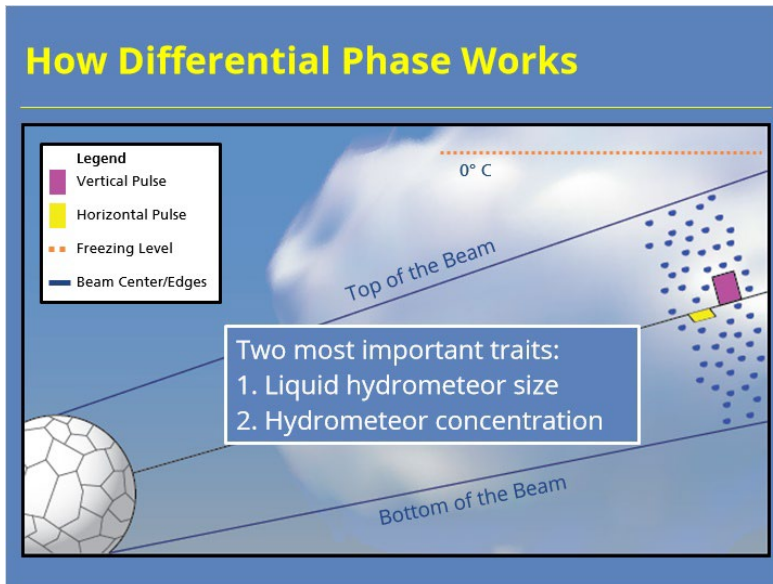 How Differential Phase Works
Legend
Vertical Pulse
Horizontal Pulse
Freezing Level
Beam Center/Edges
0° C
Top of the Beam
Two most important traits:
1. Liquid hydrometeor size
2. Hydrometeor concentration
Bottom of the Beam